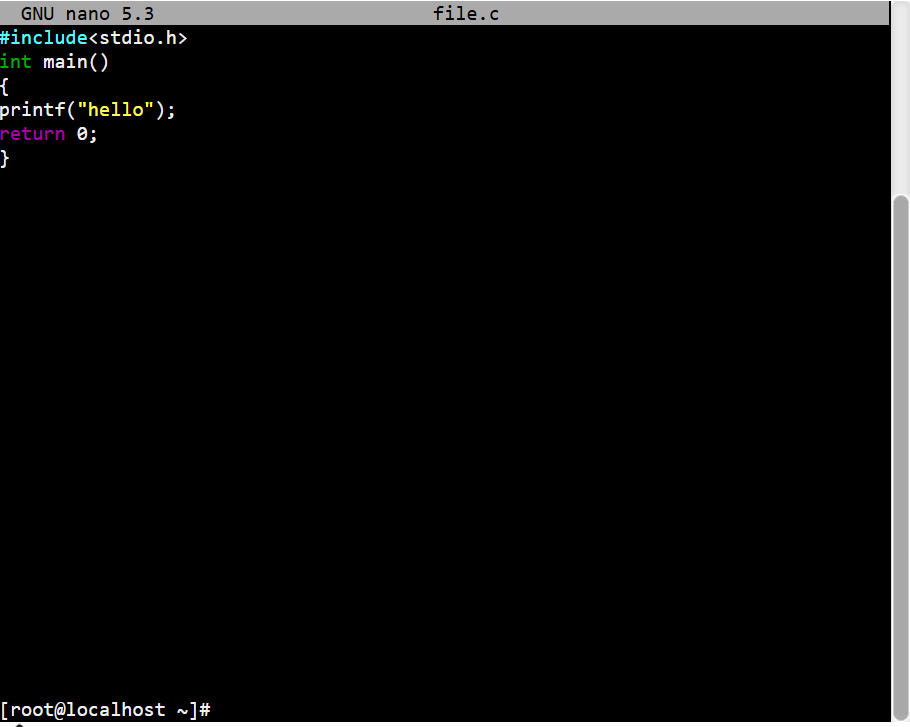 GNU nano 5.3 file.c
#include<stdio.h>
int main()
{
printf("hello");
return 0;
}
[root@localhost ~]#